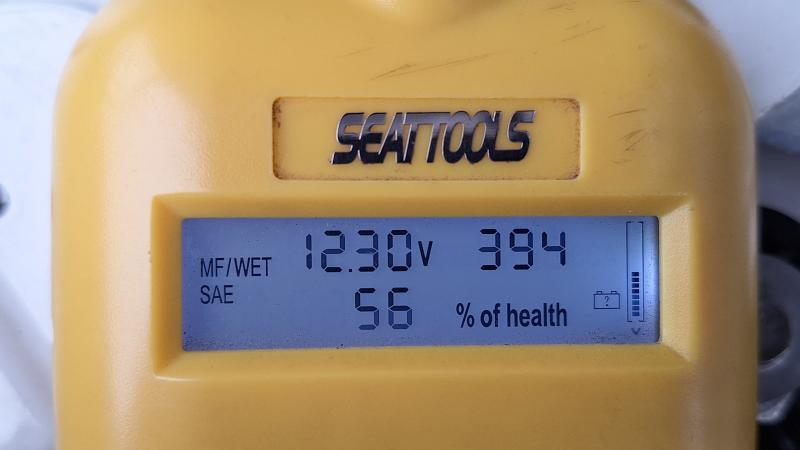 SEATTOOLS
MF/WET 12.30V 394
SAE 56 % of health
?